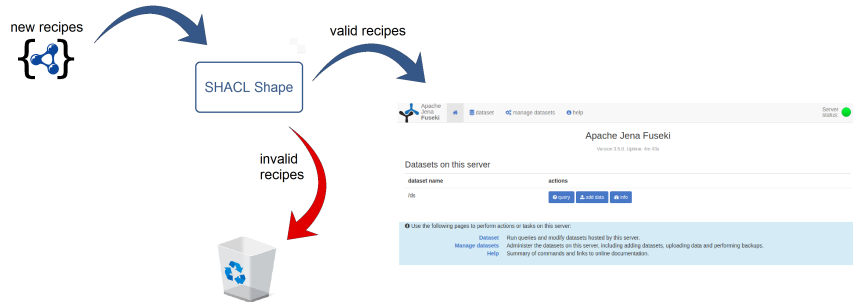 new recipes
valid recipes
SHACL Shape
invalid
recipes
Apache
Jena
Fuseki
dataset
manage datasets
help
Server
status
Apache Jena Fuseki
Datasets on this server
dataset name
actions
/ds
query
add data
info
Use the following pages to perform actions or tasks on this server:
Dataset Run queries and modify datasets hosted by this server.
Manage datasets Administer the datasets on this server, including adding datasets, uploading data and performing backups.
Help Summary of commands and links to online documentation.